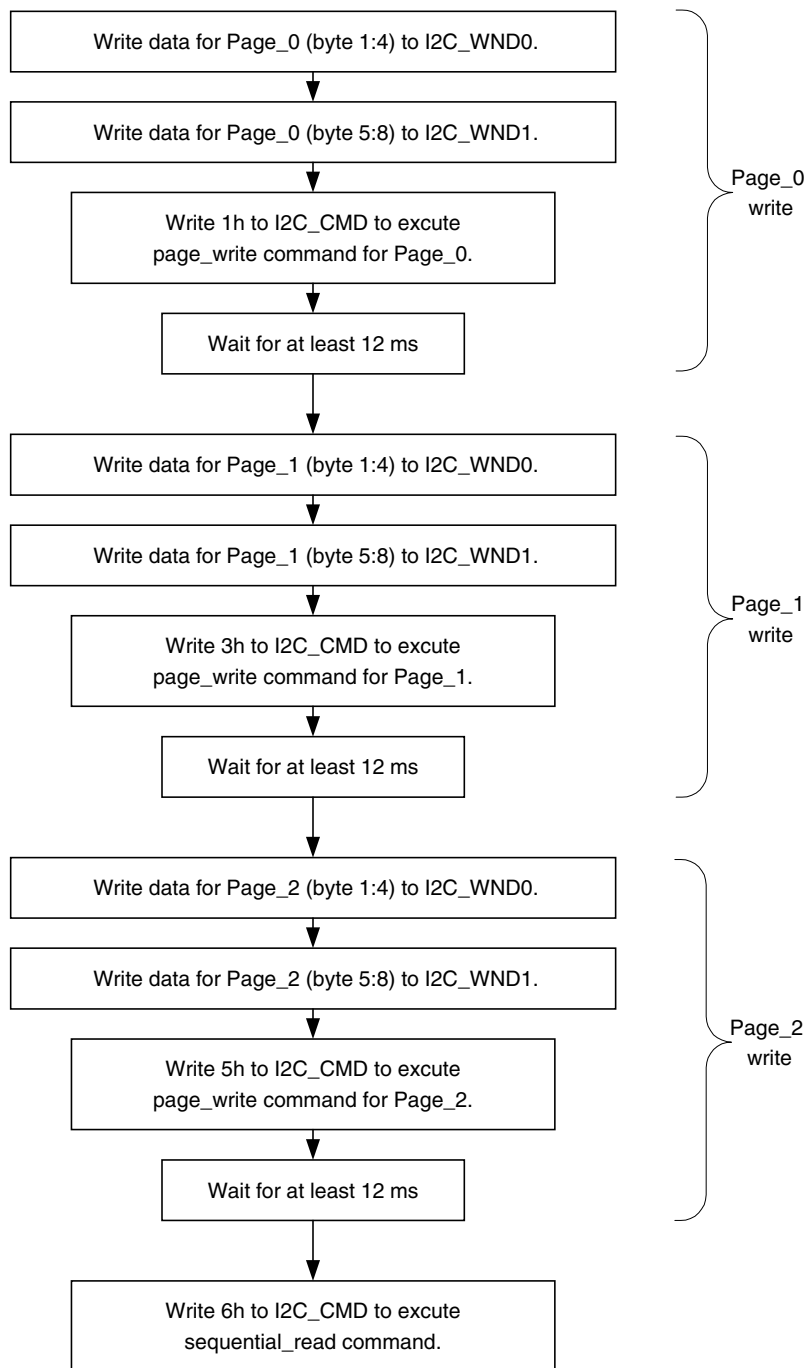 Write data for Page_0 (byte 1:4) to I2C_WND0.
Write data for Page_0 (byte 5:8) to I2C_WND1.
Write 1h to I2C_CMD to excute
page_write command for Page_0.
Wait for at least 12 ms
Page_0
write
Write data for Page_1 (byte 1:4) to I2C_WND0.
Write data for Page_1 (byte 5:8) to I2C_WND1.
Write 3h to I2C_CMD to excute
page_write command for Page_1.
Wait for at least 12 ms
Page_1
write
Write data for Page_2 (byte 1:4) to I2C_WND0.
Write data for Page_2 (byte 5:8) to I2C_WND1.
Write 5h to I2C_CMD to excute
page_write command for Page_2.
Wait for at least 12 ms
Page_2
write
Write 6h to I2C_CMD to excute
sequential_read command.